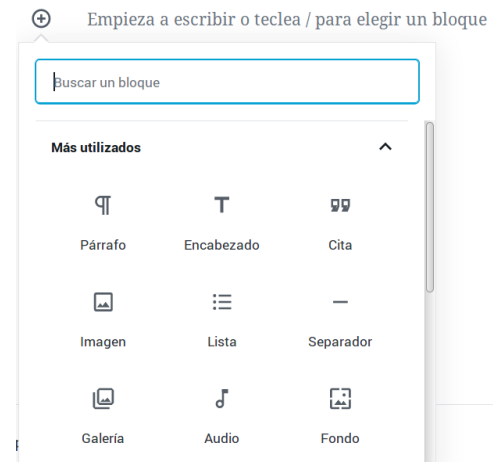 Empieza a escribir o teclea / para elegir un bloque
Buscar un bloque
Más utilizados
Párrafo Encabezado Cita
Imagen Lista Separador
Galería Audio Fondo